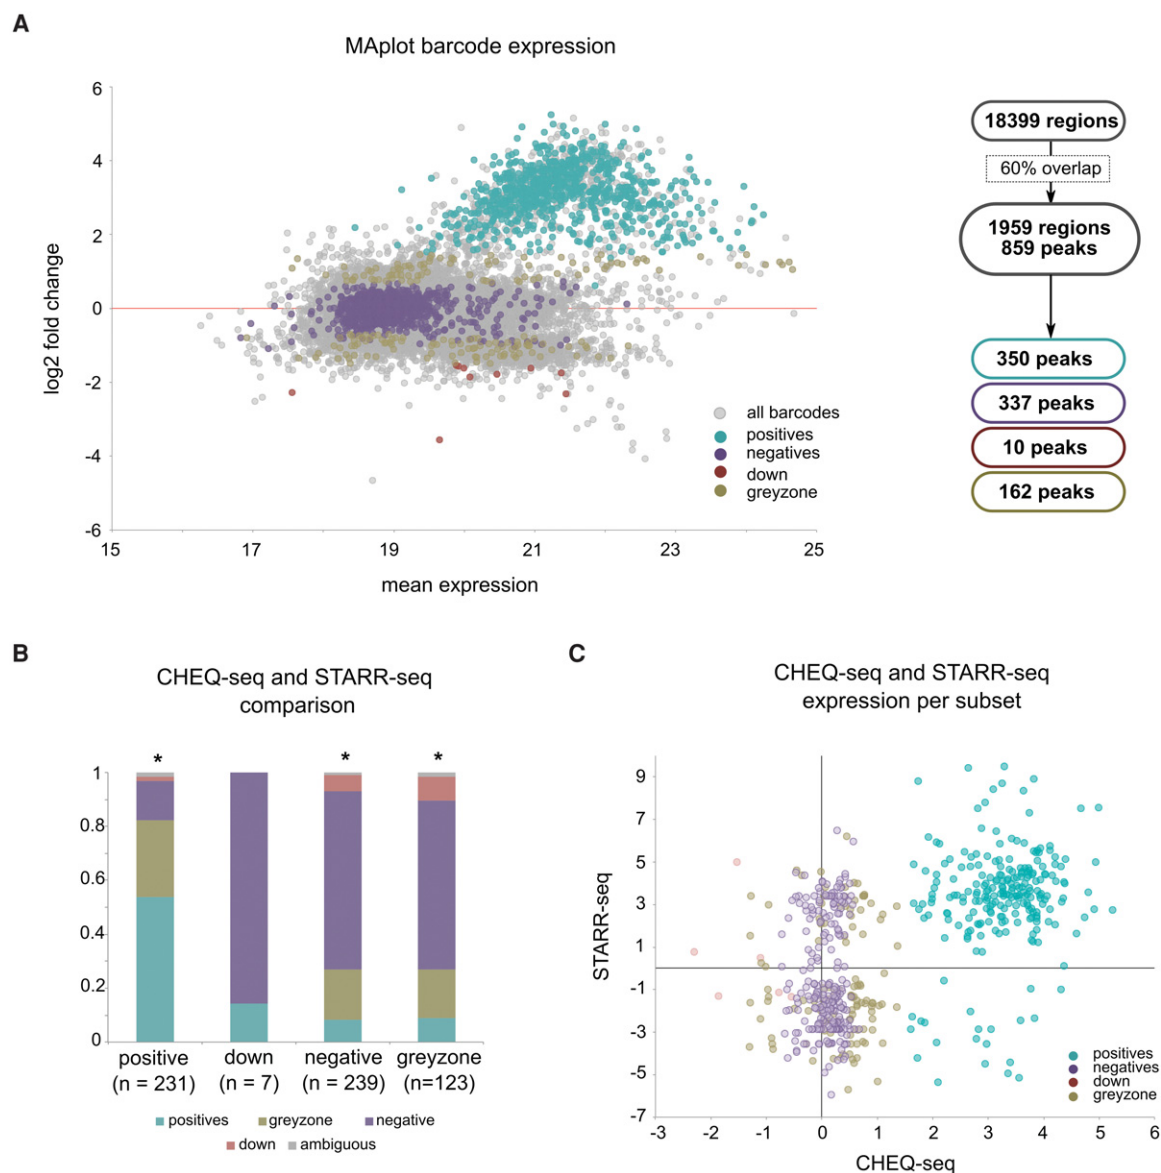 A
MAplot barcode expression
6
4
2
0
-2
-4
-6
log2 fold change
15
17
19
21
23
25
mean expression
all barcodes
positives
negatives
down
greyzone
18399 regions
60% overlap
1959 regions
859 peaks
350 peaks
337 peaks
10 peaks
162 peaks
B
CHEQ-seq and STARR-seq
comparison
*
*
*
1
0.8
0.6
0.4
0.2
0
positive
(n = 231)
down
(n = 7)
negative
(n = 239)
greyzone
(n=123)
positives
greyzone
negative
down
ambiguous
C
CHEQ-seq and STARR-seq
expression per subset
9
7
5
3
1
-1
-3
-5
-7
STARR-seq
-3
-2
-1
0
1
2
3
4
5
6
CHEQ-seq
positives
negatives
down
greyzone